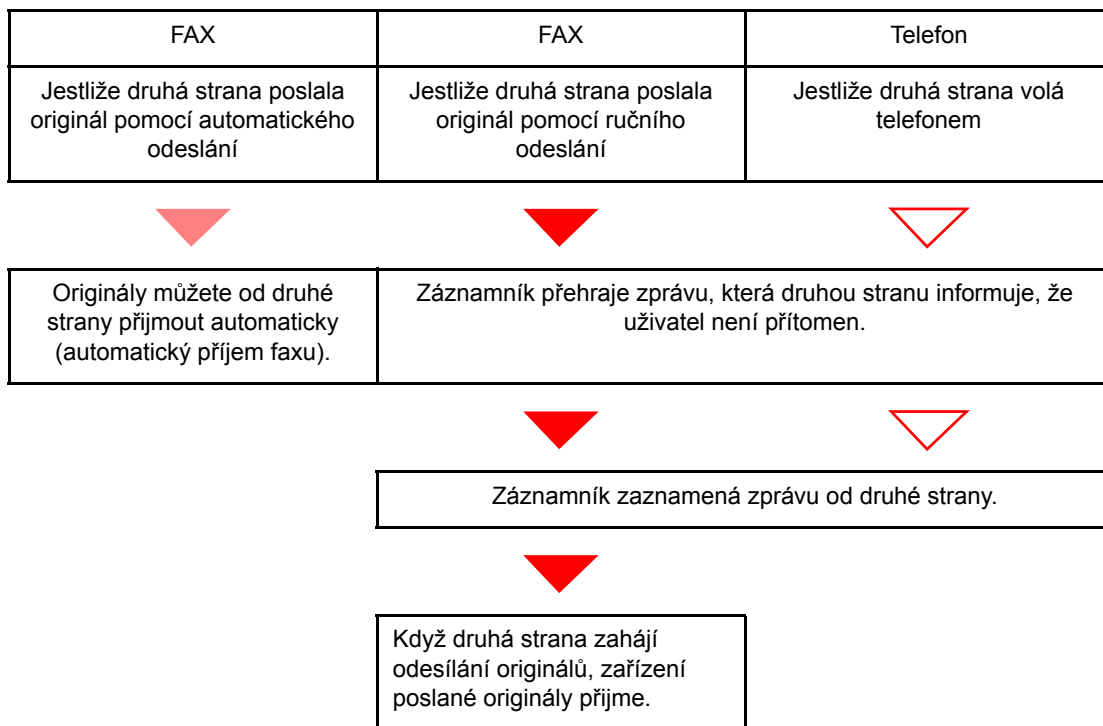 FAX
FAX
Telefon
Jestliže druhá strana poslala
originál pomocí automatického
odeslání
Jestliže druhá strana poslala
originál pomocí ručního
odeslání
Jestliže druhá strana volá
telefonem
Originály můžete od druhé
strany přijmout automaticky
(automatický příjem faxu).
Záznamník přehraje zprávu, která druhou stranu informuje, že
uživatel není přítomen.
Záznamník zaznamená zprávu od druhé strany.
Když druhá strana zahájí
odesílání originálů, zařízení
poslané originály přijme.